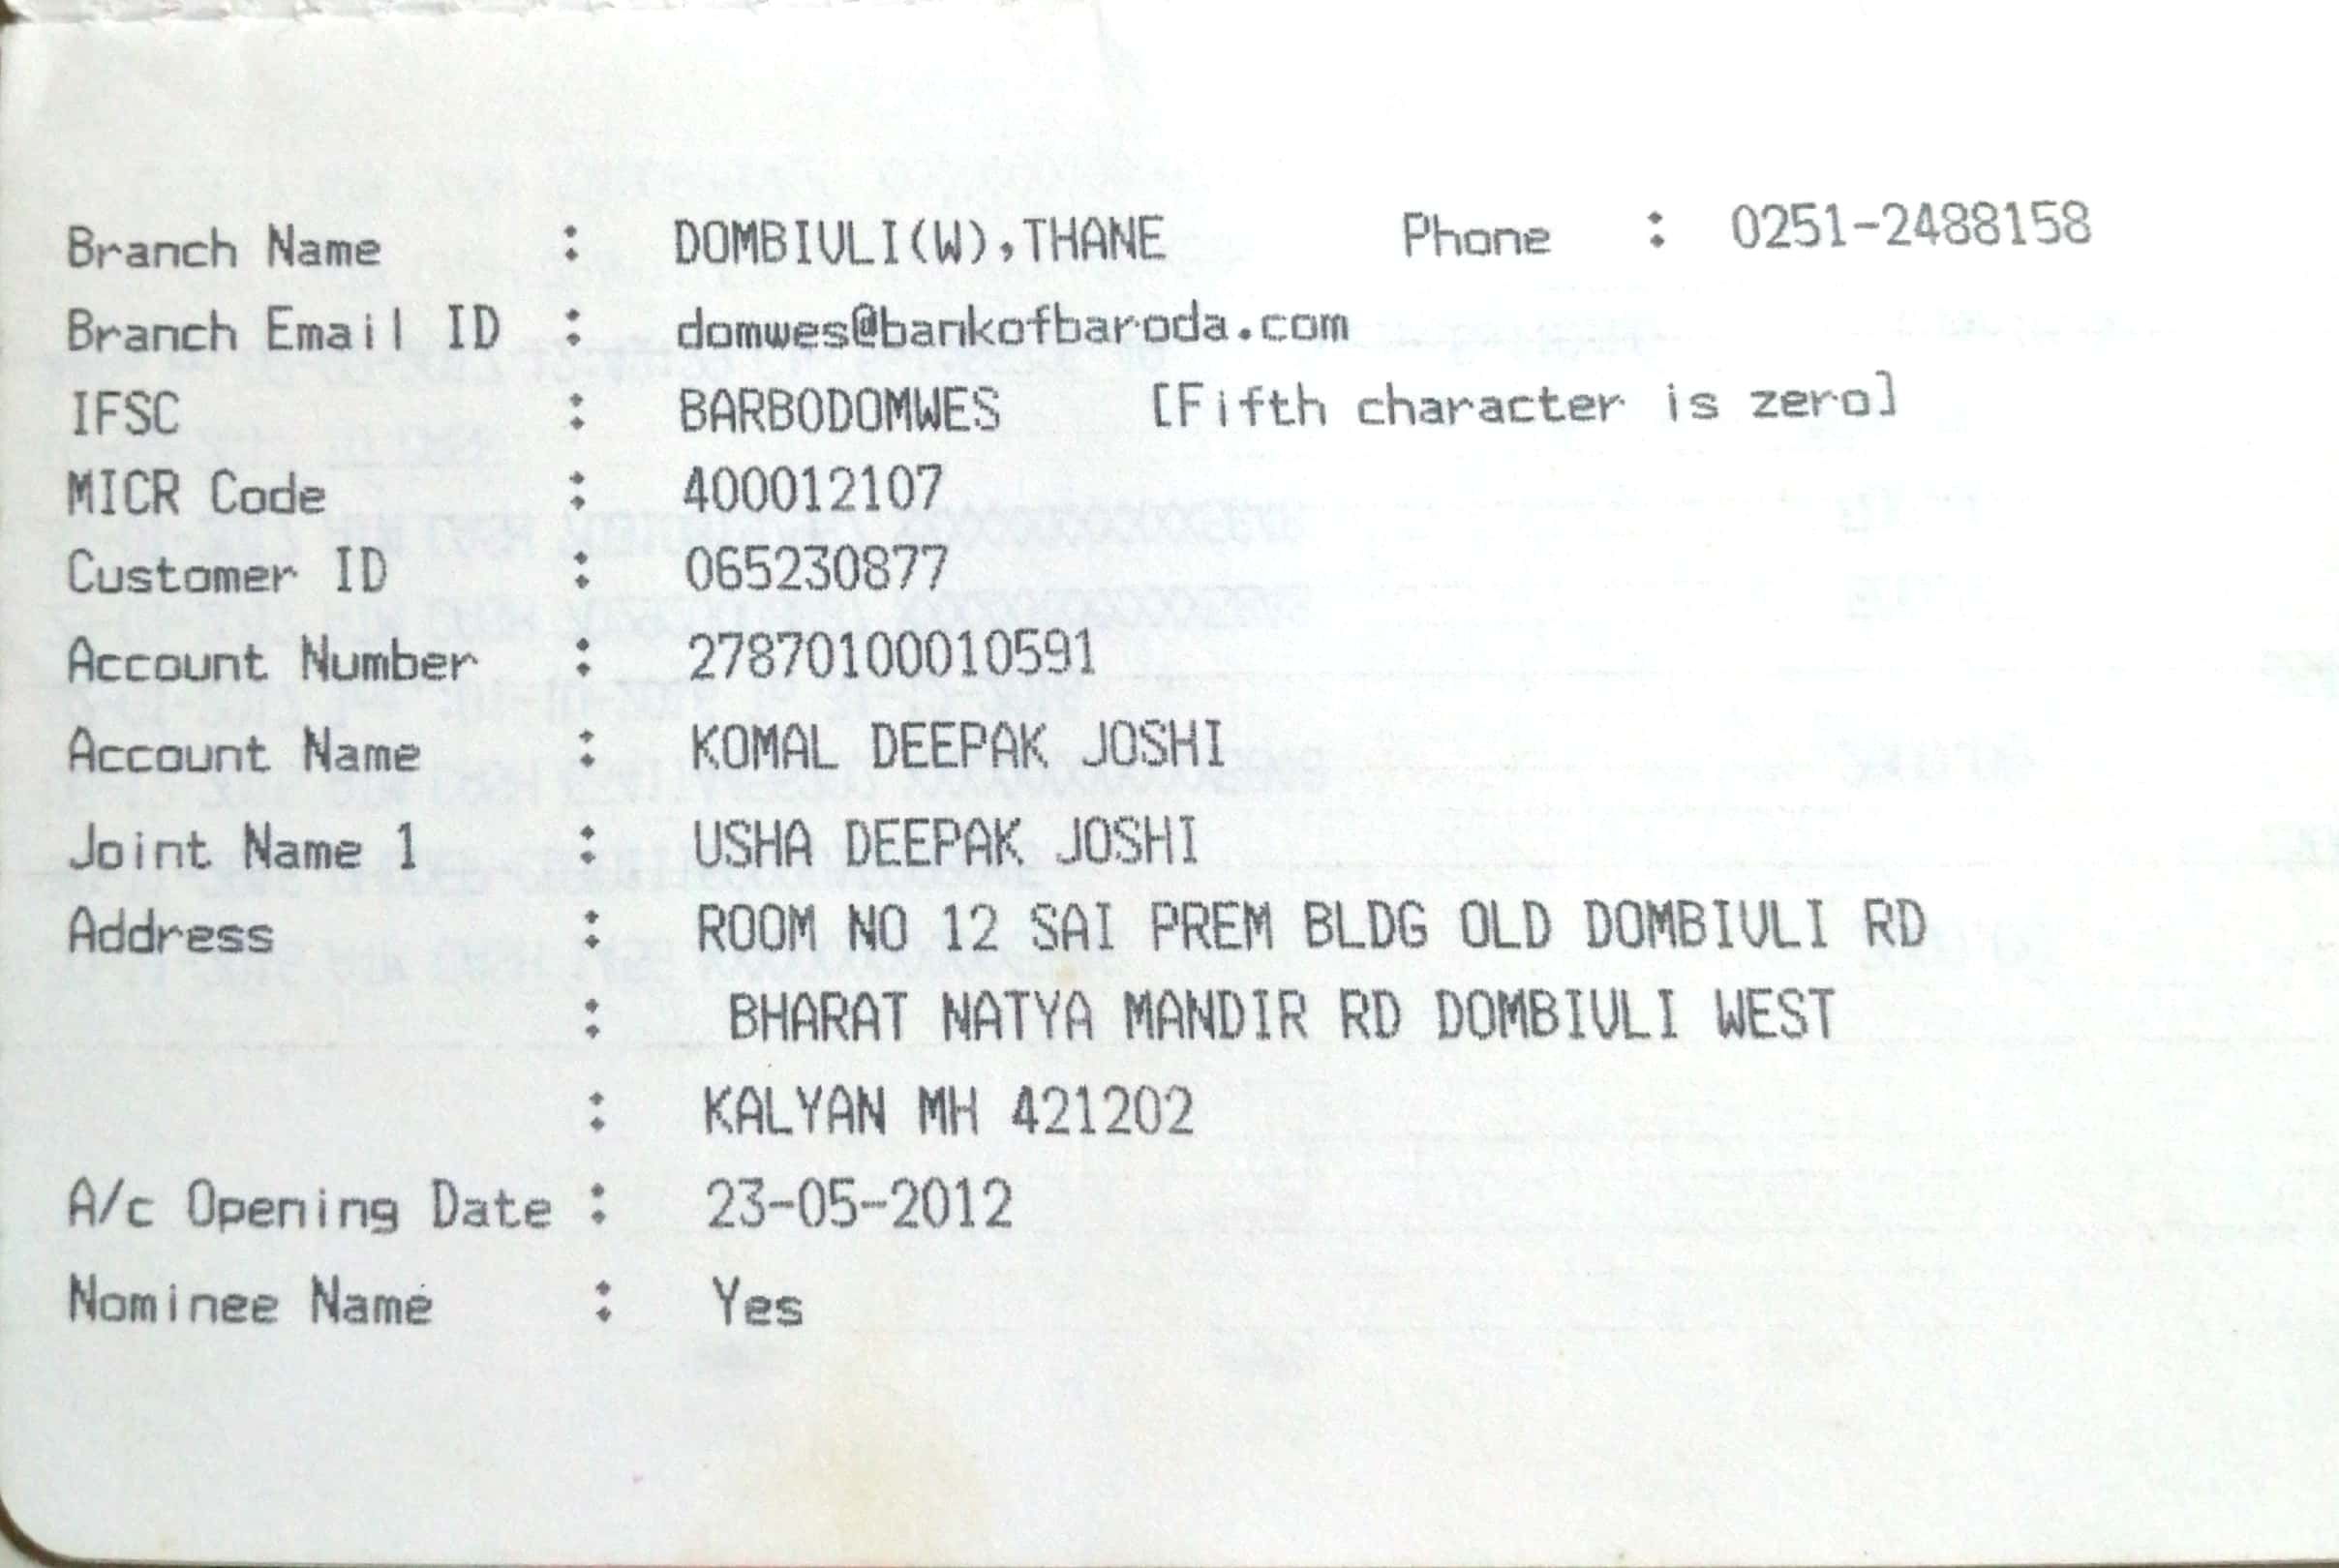 Branch Name : DOMBIVLI(W),THANE Phone : 0251-2488158
Branch Email ID : domwes@bankofbaroda.com
IFSC : BARB0DOMWES [Fifth character is zero]
MICR Code : 400012107
Customer ID : 065230877
Account Number : 27870100010591
Account Name : KOMAL DEEPAK JOSHI
Joint Name 1 : USHA DEEPAK JOSHI
Address : ROOM NO 12 SAI PREM BLDG OLD DOMBIVLI RD
: BHARAT NATYA MANDIR RD DOMBIVLI WEST
: KALYAN MH 421202
A/c Opening Date : 23-05-2012
Nominee Name : Yes